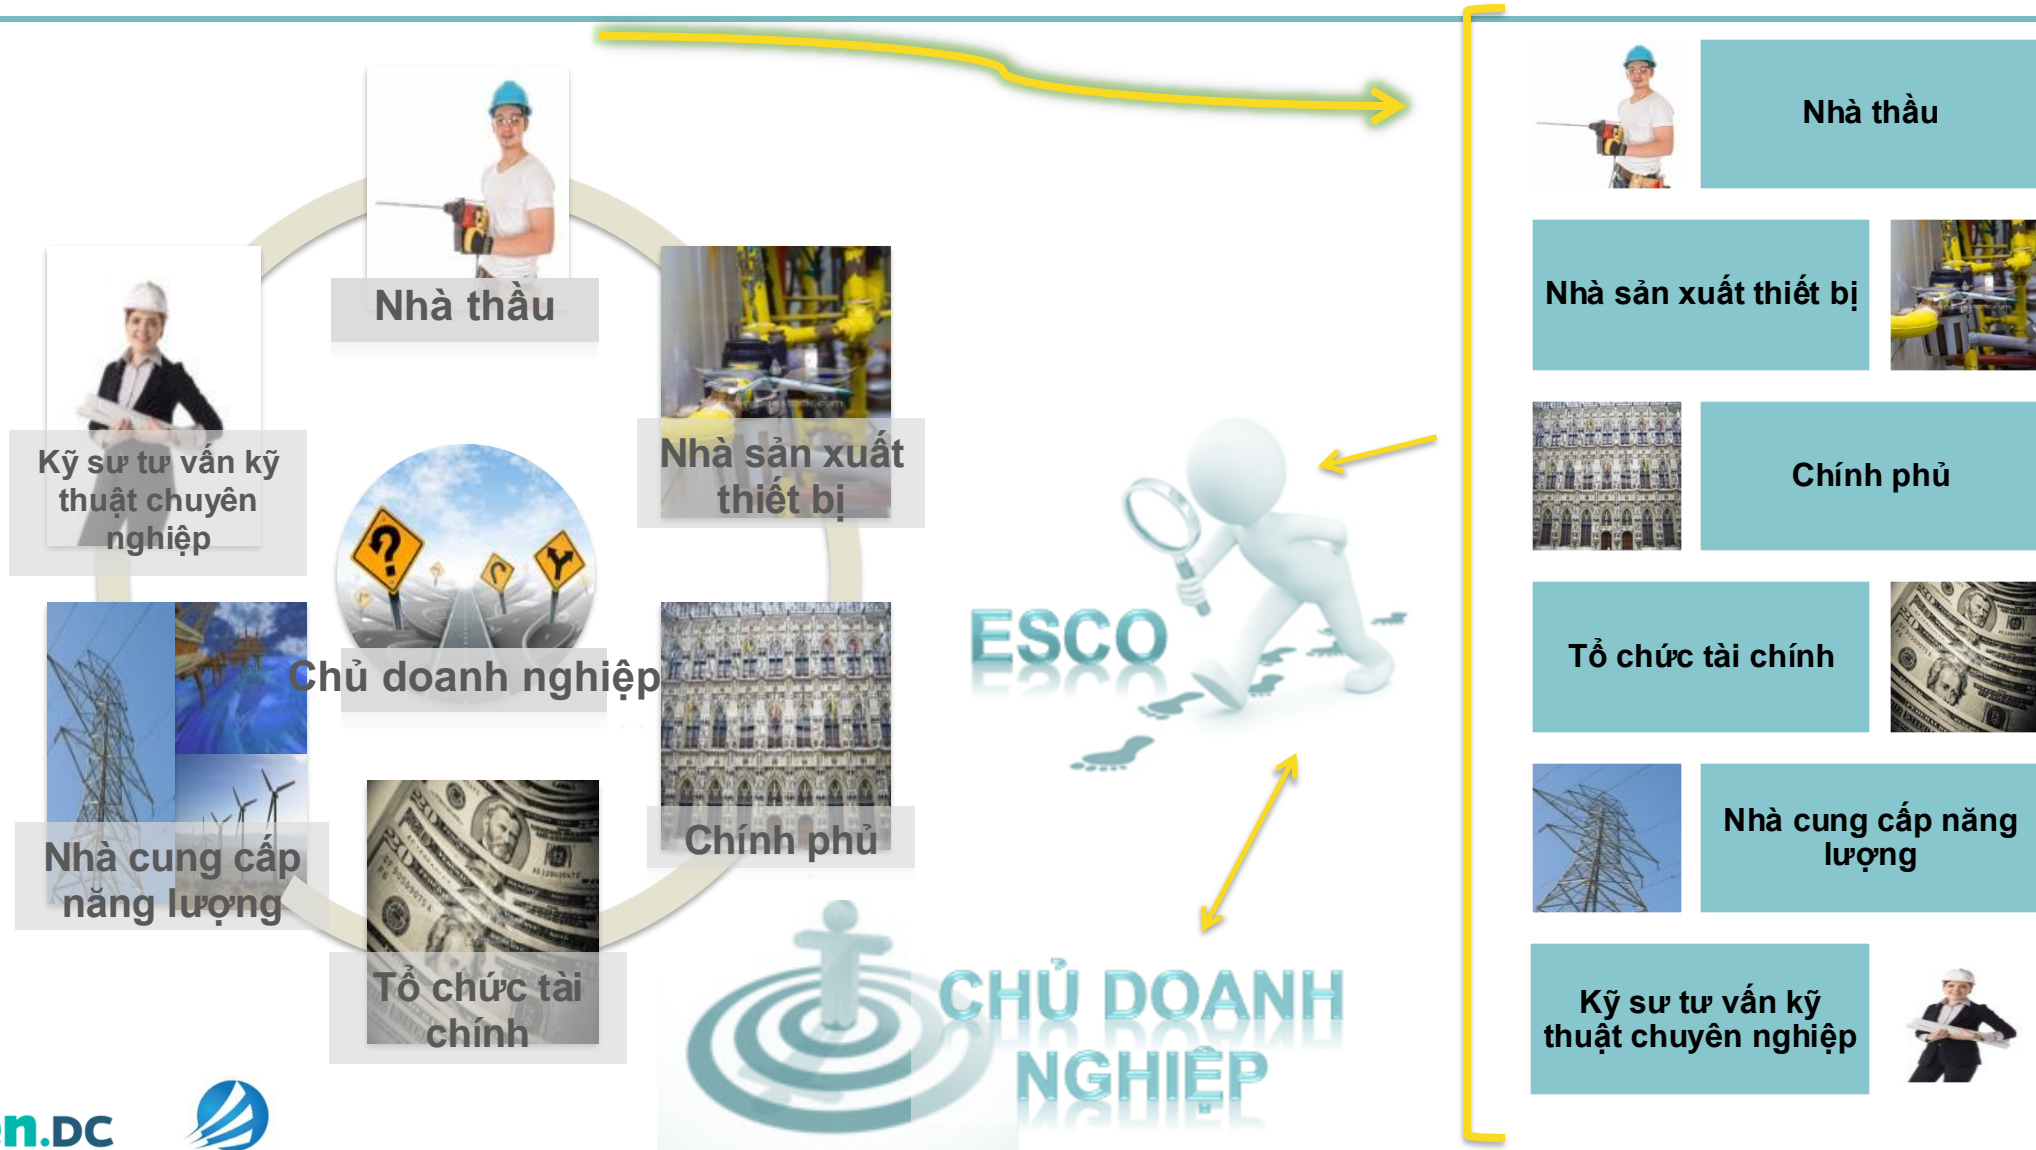 Nhà thầu
Kỹ sư tư vấn kỹ
thuật chuyên
nghiệp
Nhà sản xuất
thiết bị
Chủ doanh nghiệp
Nhà cung cấp
năng lượng
Chính phủ
Tổ chức tài
chính
ESCO
CHỦ DOANH
NGHIỆP
Nhà thầu
Nhà sản xuất thiết bị
Chính phủ
Tổ chức tài chính
Nhà cung cấp năng
lượng
Kỹ sư tư vấn kỹ
thuật chuyên nghiệp
en.DC